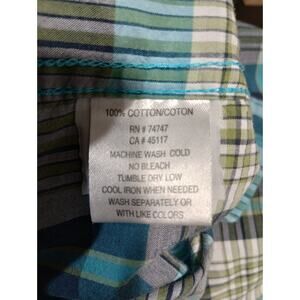 100% COTTON/COTON
RN # 74747
CA # 45117
MACHINE WASH COLD
NO BLEACH
TUMBLE DRY LOW
COOL IRON WHEN NEEDED
WASH SEPARATELY OR
WITH LIKE COLORS